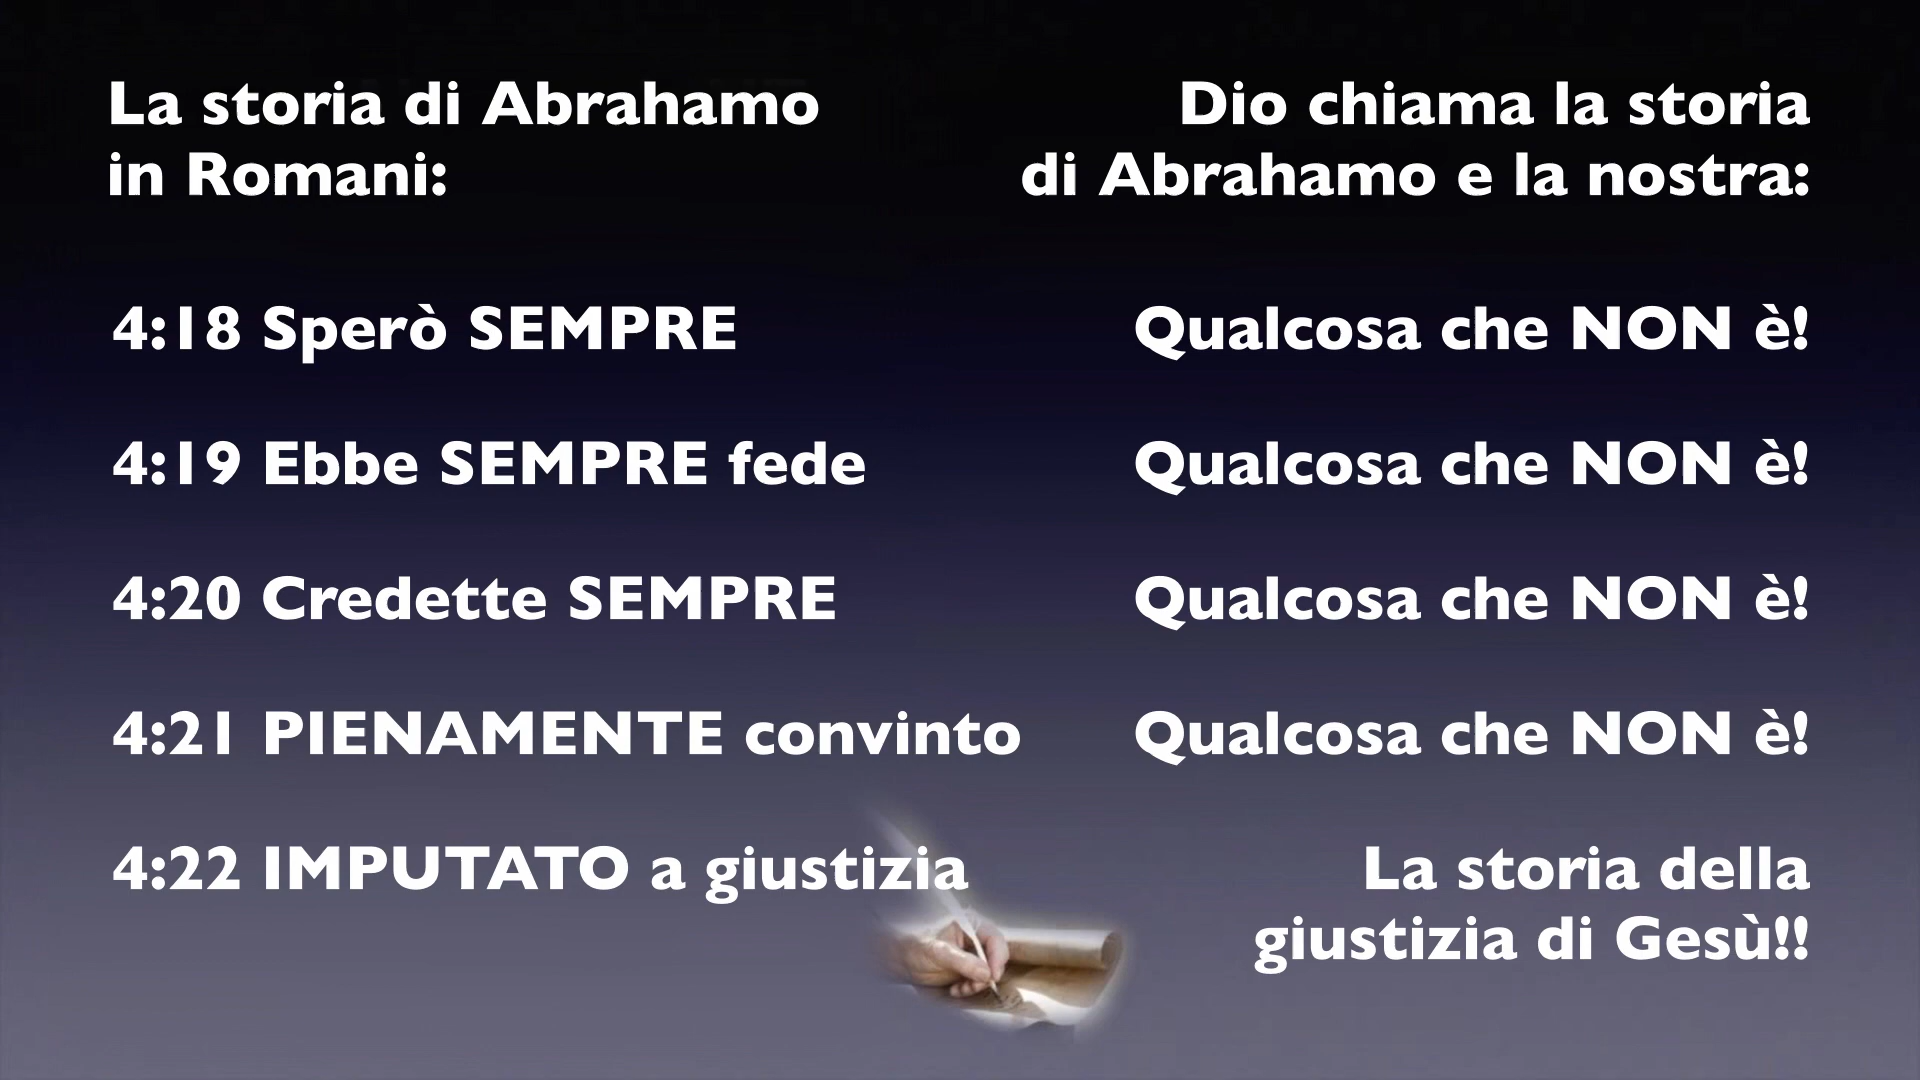 La storia di Abrahamo
in Romani:
Dio chiama la storia
di Abrahamo e la nostra:
4:18 Sperò SEMPRE
Qualcosa che NON è!
4:19 Ebbe SEMPRE fede
Qualcosa che NON è!
4:20 Credette SEMPRE
Qualcosa che NON è!
4:21 PIENAMENTE convinto
Qualcosa che NON è!
4:22 IMPUTATO a giustizia
La storia della
giustizia di Gesù!!